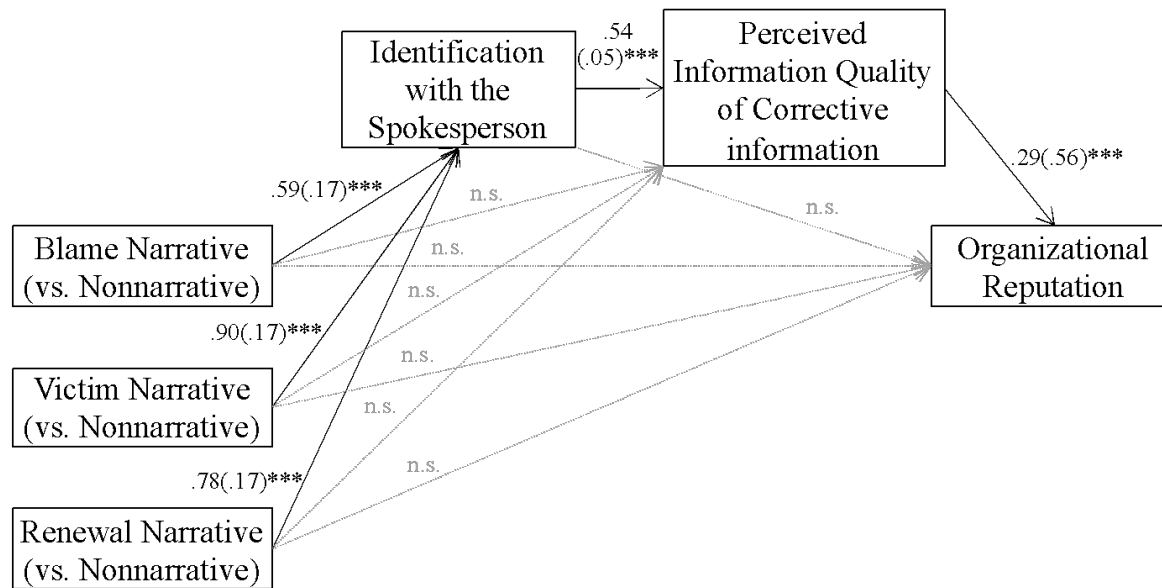 Identification
with the
Spokesperson
.54
(.05)***
Perceived
Information Quality
of Corrective
information
.59(.17)***
n.s.
n.s.
.29(.56)***
Blame Narrative
(vs. Nonnarrative)
n.s.
Organizational
Reputation
n.s.
.90(.17)***
n.s.
Victim Narrative
(vs. Nonnarrative)
n.s.
.78(.17)***
n.s.
Renewal Narrative
(vs. Nonnarrative)